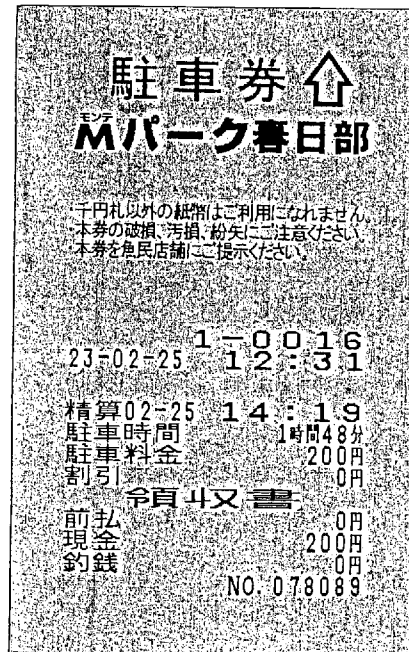 駐車券
モンテ
Mパーク春日部
千円札以外の紙幣はご利用になれません。
本券の破損、汚損、紛失にご注意ください。
本券を魚民店舗にご提示ください。
1-0016
23-02-25 12:31
精算02-25 14:19
駐車時間 1時間48分
駐車料金 200円
割引 0円
領収書
前払 0円
現金 200円
釣銭 0円
NO.078089